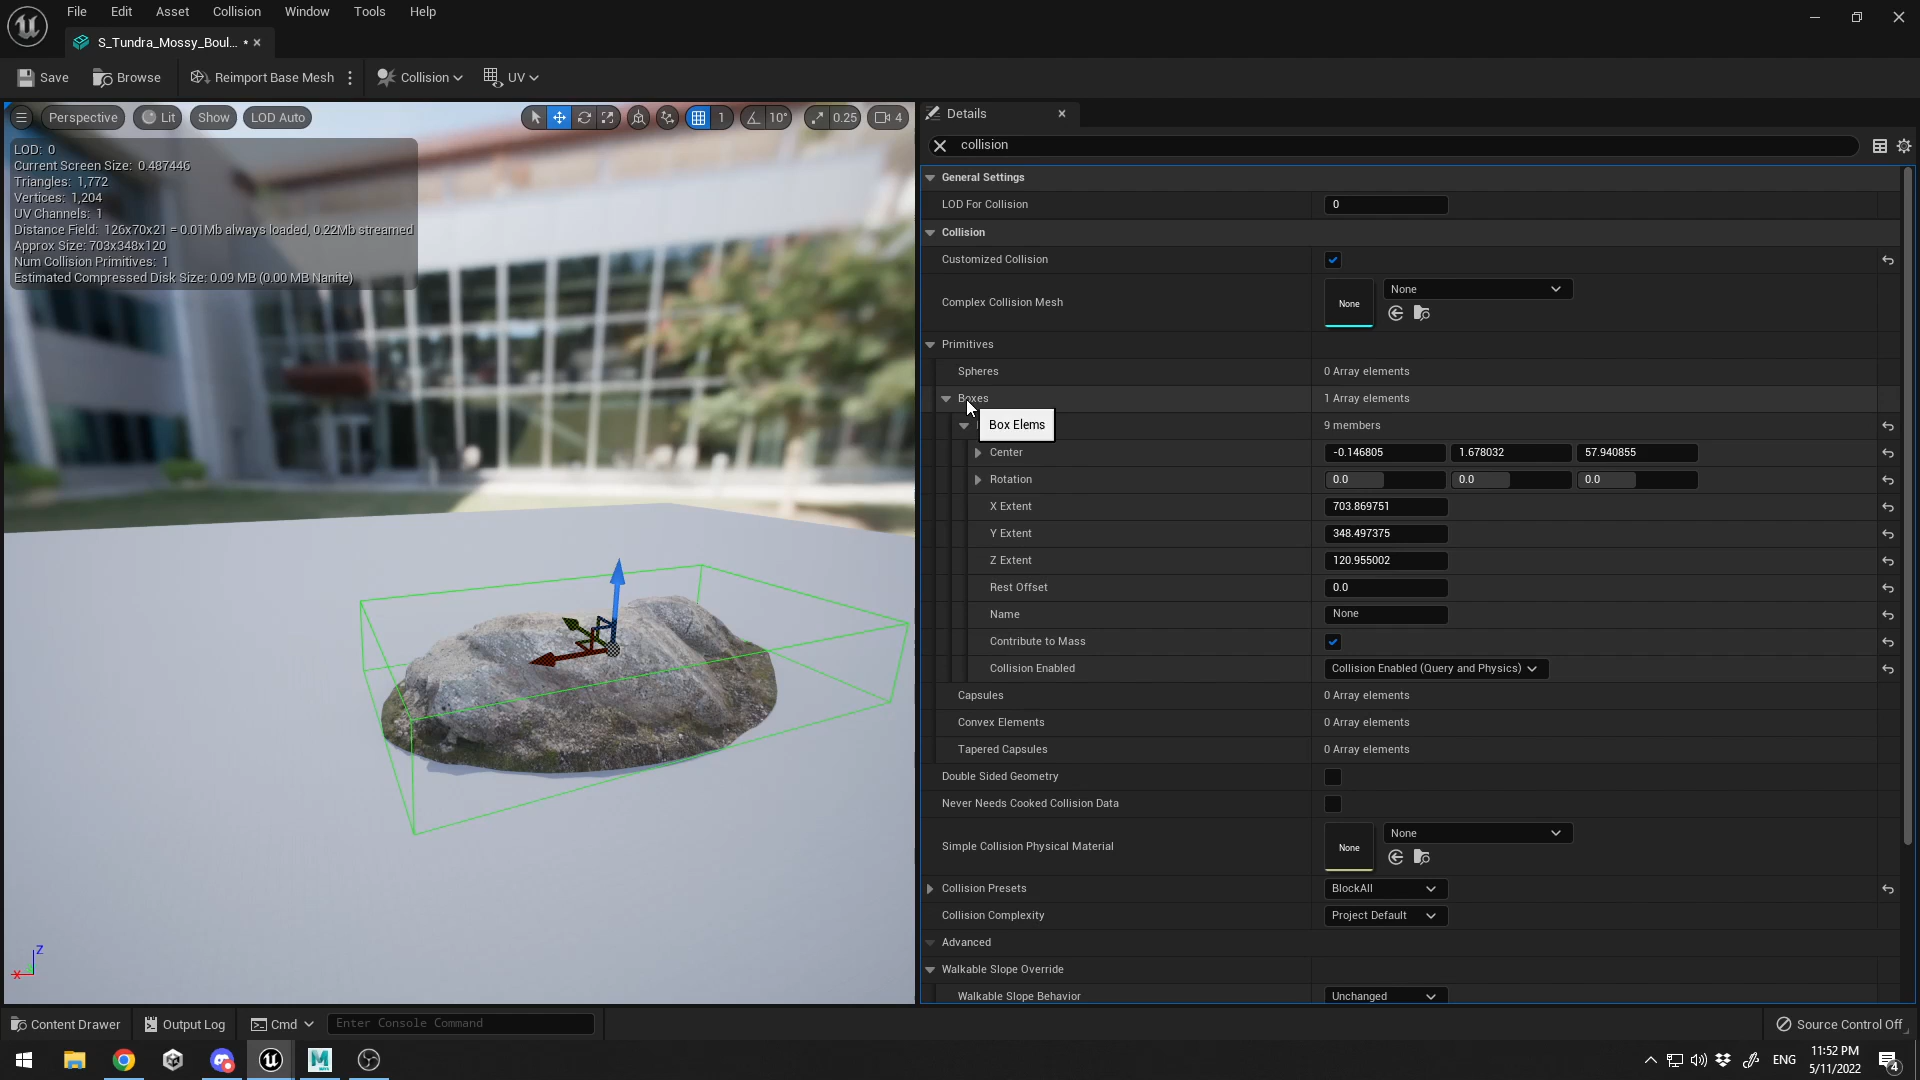 File Edit Asset Collision Window Tools Help
S_Tundra_Mossy_Boul... •
Save Browse Reimport Base Mesh Collision UV
Perspective Lit Show LOD Auto 1 10° 0.25 4
LOD: 0
Current Screen Size: 0.487446
Triangles: 1,772
Vertices: 1,204
UV Channels: 1
Distance Field: 126x70x21 = 0.01Mb always loaded, 0.22Mb streamed
Approx Size: 703x348x120
Num Collision Primitives: 1
Estimated Compressed Disk Size: 0.09 MB (0.00 MB Nanite)
Z
X
Details
collision
General Settings
LOD For Collision 0
Collision
Customized Collision
Complex Collision Mesh None None
Primitives
Spheres 0 Array elements
Boxes 1 Array elements
Box Elems 9 members
Center -0.146805 1.678032 57.940855
Rotation 0.0 0.0 0.0
X Extent 703.869751
Y Extent 348.497375
Z Extent 120.955002
Rest Offset 0.0
Name None
Contribute to Mass
Collision Enabled Collision Enabled (Query and Physics)
Capsules 0 Array elements
Convex Elements 0 Array elements
Tapered Capsules 0 Array elements
Double Sided Geometry
Never Needs Cooked Collision Data
Simple Collision Physical Material None None
Collision Presets BlockAll
Collision Complexity Project Default
Advanced
Walkable Slope Override
Walkable Slope Behavior Unchanged
Content Drawer Output Log Cmd Enter Console Command Source Control Off
ENG 11:52 PM
5/11/2022
4